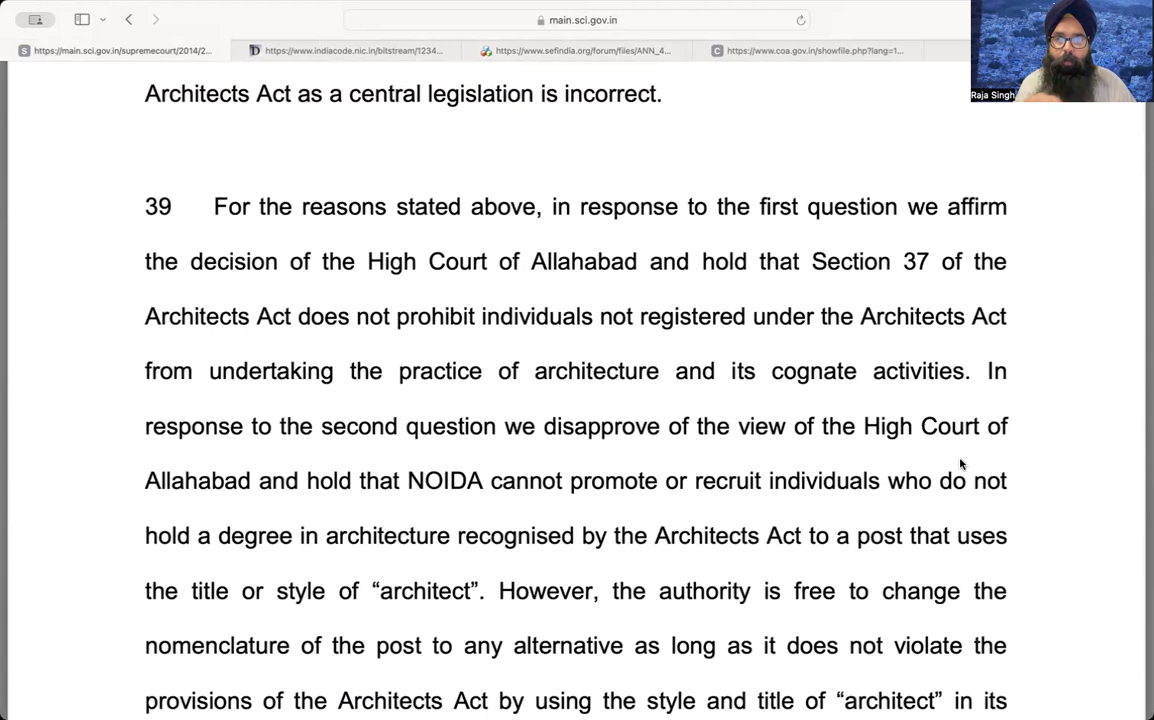 main.sci.gov.in
S https://main.sci.gov.in/supremecourt/2014/2...
D https://www.indiacode.nic.in/bitstream/1234...
https://www.sefindia.org/forum/files/ANN_4...
C https://www.coa.gov.in/showfile.php?lang=1...
Raja Singh
Architects Act as a central legislation is incorrect.
39 For the reasons stated above, in response to the first question we affirm
the decision of the High Court of Allahabad and hold that Section 37 of the
Architects Act does not prohibit individuals not registered under the Architects Act
from undertaking the practice of architecture and its cognate activities. In
response to the second question we disapprove of the view of the High Court of
Allahabad and hold that NOIDA cannot promote or recruit individuals who do not
hold a degree in architecture recognised by the Architects Act to a post that uses
the title or style of “architect”. However, the authority is free to change the
nomenclature of the post to any alternative as long as it does not violate the
provisions of the Architects Act by using the style and title of “architect” in its